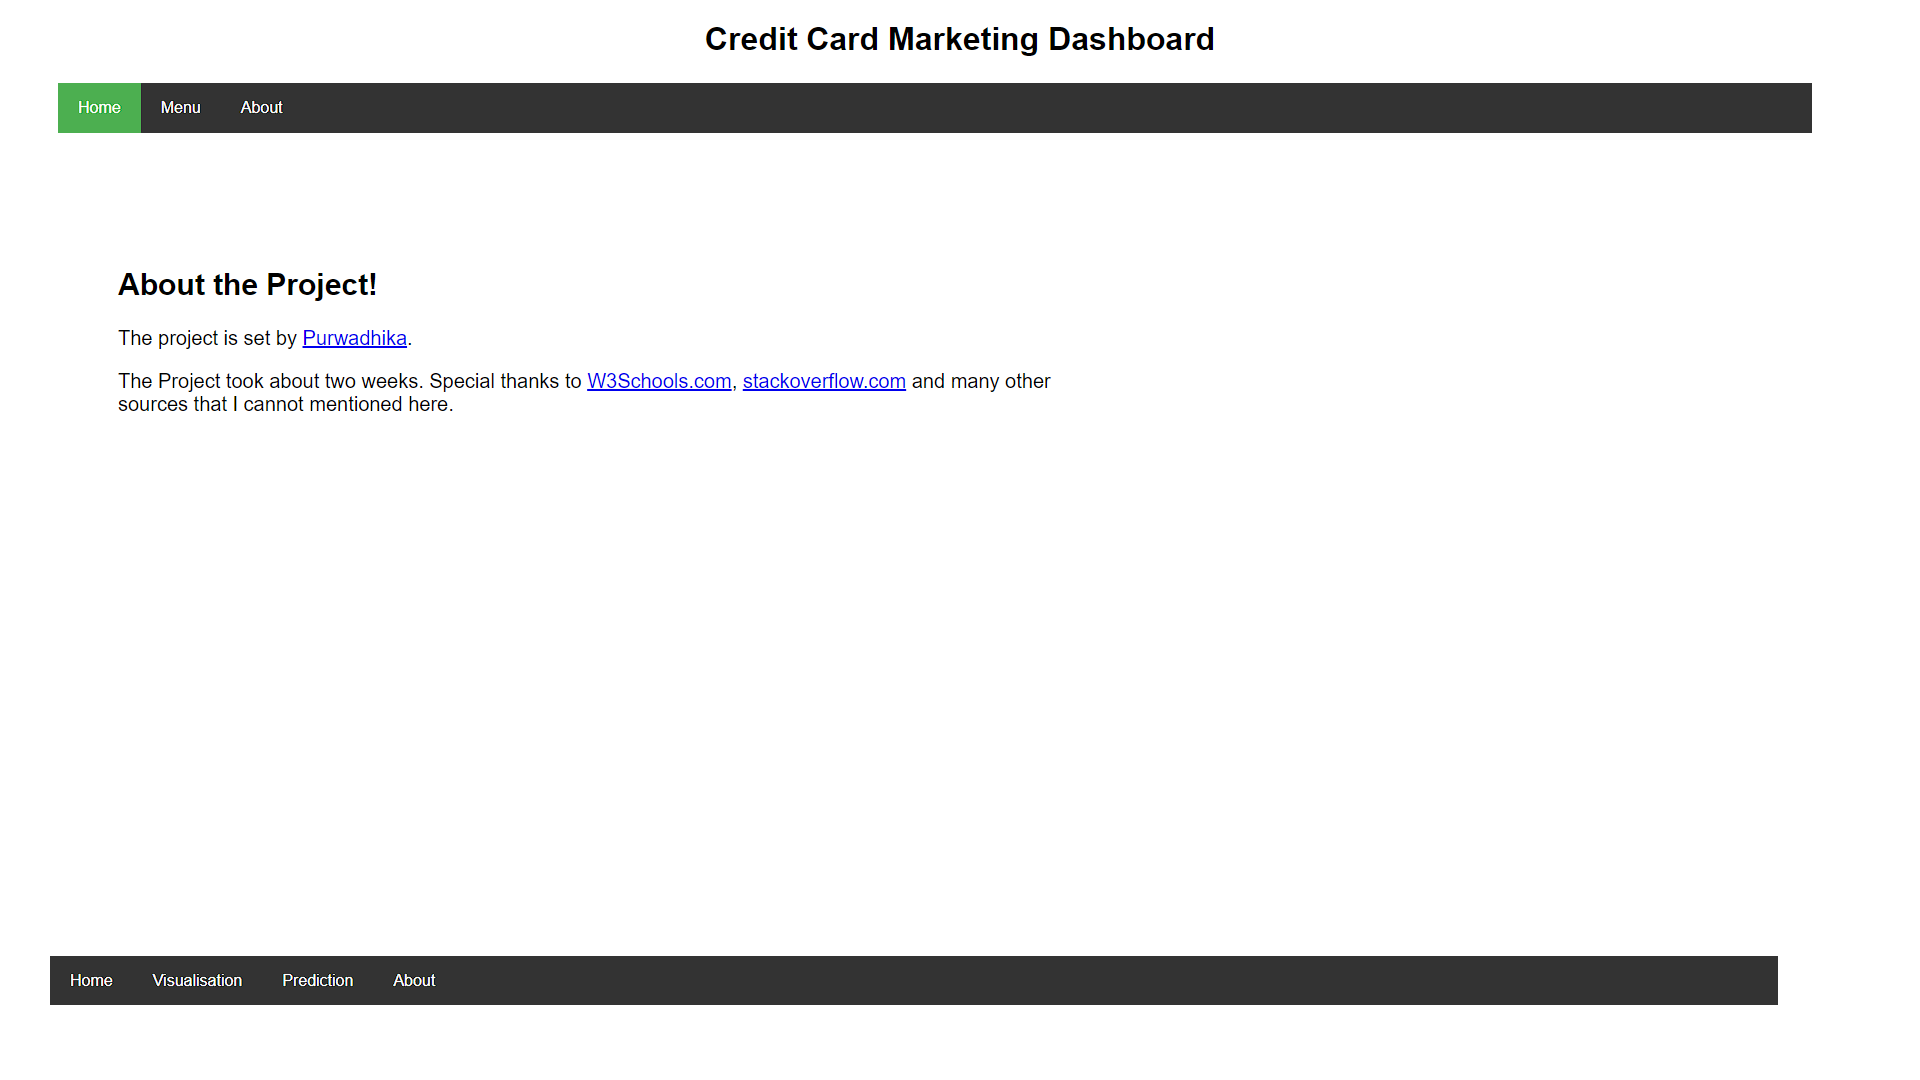 Credit Card Marketing Dashboard
Home Menu About
About the Project!
The project is set by Purwadhika.
The Project took about two weeks. Special thanks to W3Schools.com, stackoverflow.com and many other
sources that I cannot mentioned here.
Home Visualisation Prediction About